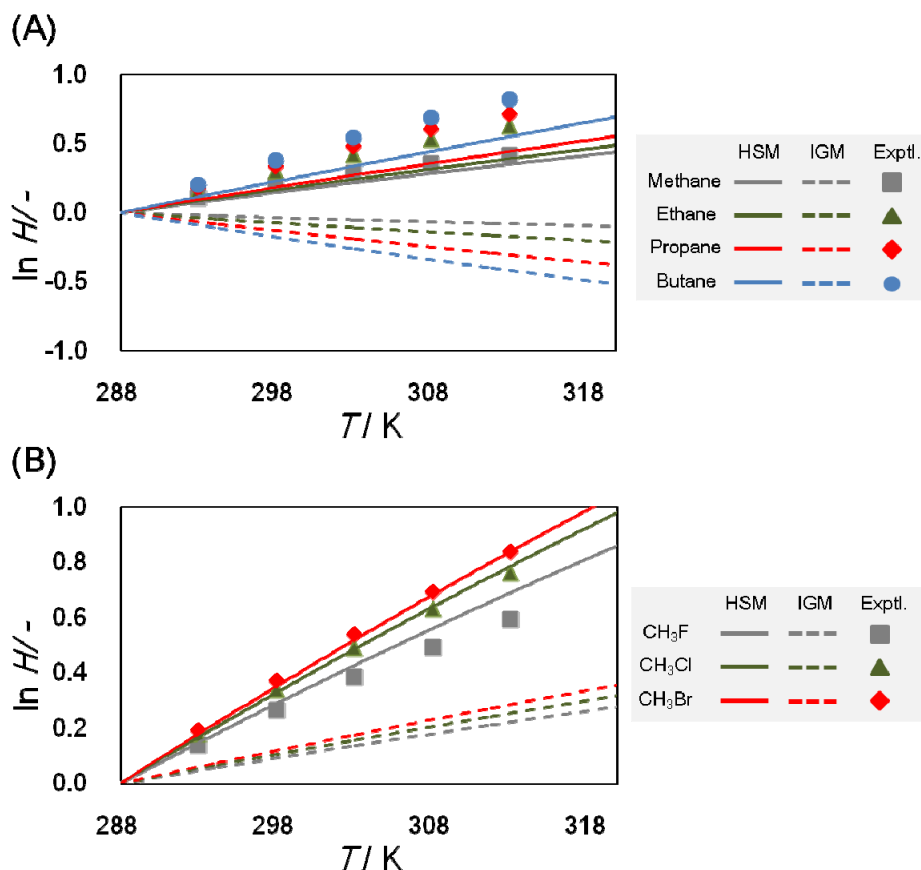 (A)
1.0
0.5
0.0
-0.5
-1.0
ln H/-
288 298 308 318
T/ K
HSM IGM Exptl.
Methane
Ethane
Propane
Butane
(B)
1.0
0.8
0.6
0.4
0.2
0.0
ln H/-
288 298 308 318
T/ K
HSM IGM Exptl.
CH₃F
CH₃Cl
CH₃Br